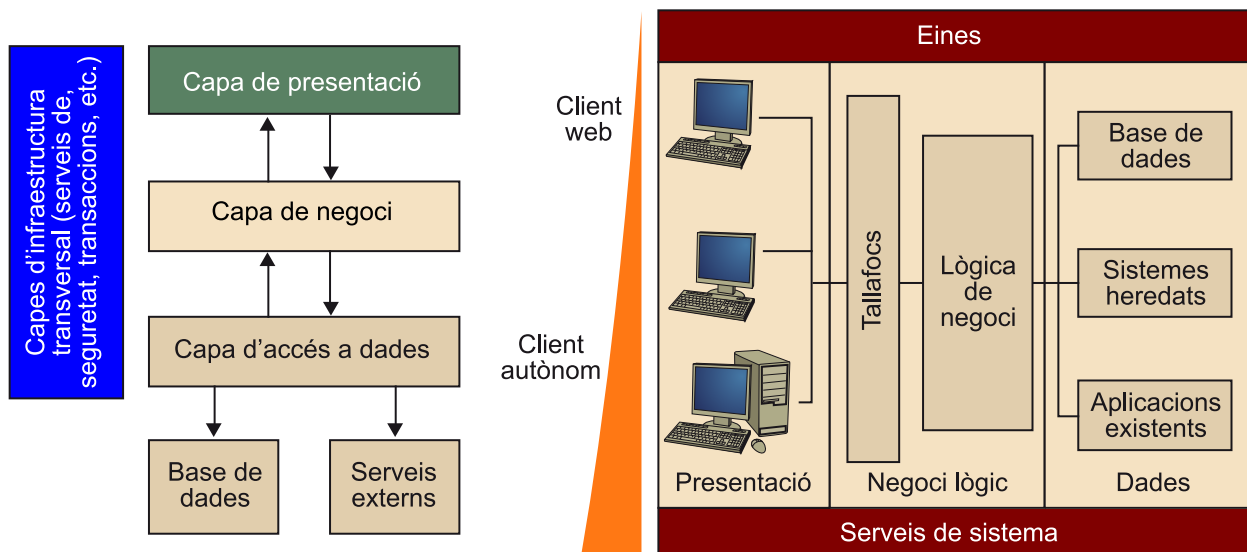 Capes d'infraestructura
transversal (serveis de,
seguretat, transaccions, etc.)
Capa de presentació
Capa de negoci
Capa d'accés a dades
Base de
dades
Serveis
externs
Client
web
Client
autònom
Eines
Tallafocs
Lògica
de
negoci
Base de
dades
Sistemes
heredats
Aplicacions
existents
Presentació
Negoci lògic
Dades
Serveis de sistema